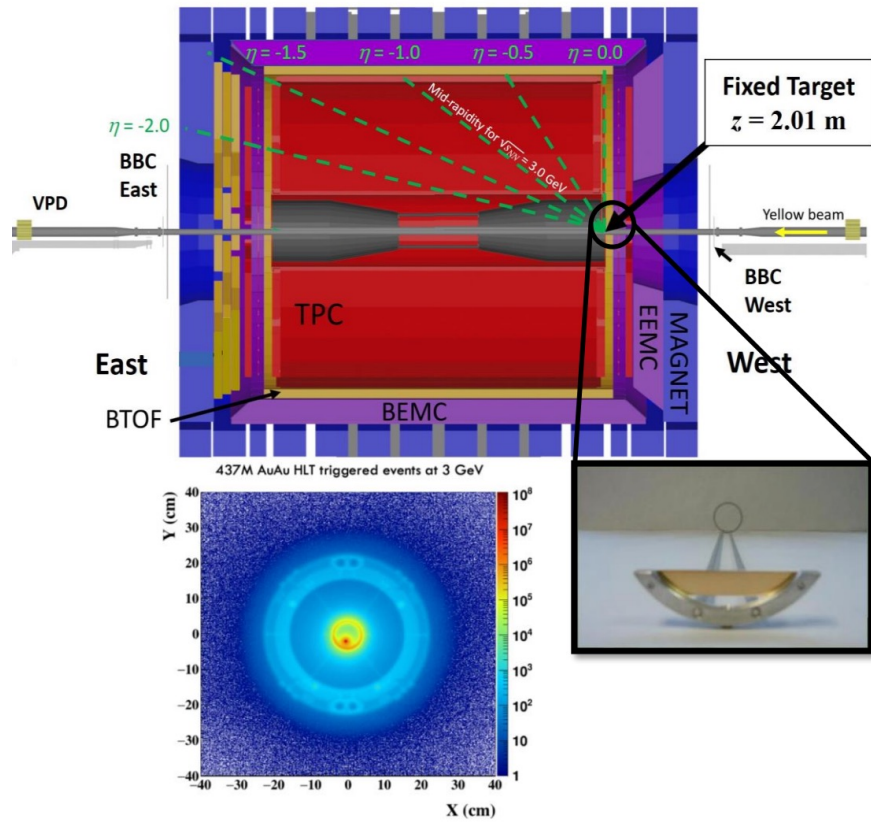 η = -1.5
η = -1.0
η = -0.5
η = 0.0
Fixed Target
z = 2.01 m
η = -2.0
Mid-rapidity for √sNN = 3.0 GeV
BBC
East
VPD
Yellow beam
BBC
West
TPC
EEMC
MAGNET
East
West
BTOF
BEMC
437M AuAu HLT triggered events at 3 GeV
Y (cm)
40
30
20
10
0
−10
−20
−30
−40
−40 −30 −20 −10 0 10 20 30 40
X (cm)
10⁸
10⁷
10⁶
10⁵
10⁴
10³
10²
10
1